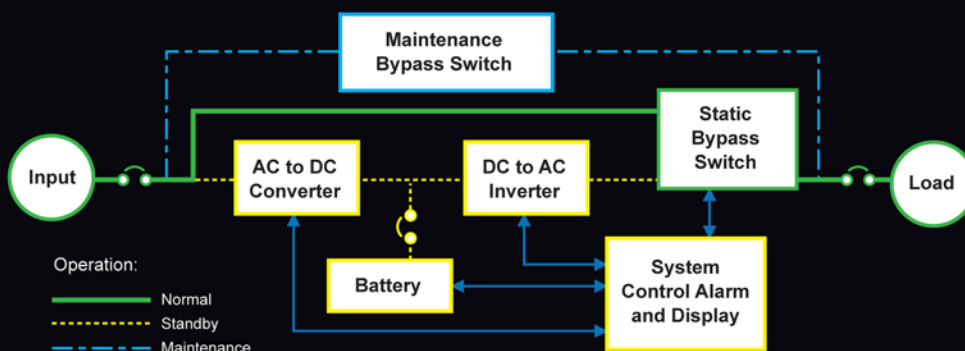 Maintenance
Bypass Switch
Static
Bypass
Switch
Input
AC to DC
Converter
DC to AC
Inverter
Load
Operation:
Normal
Standby
Maintenance
Battery
System
Control Alarm
and Display